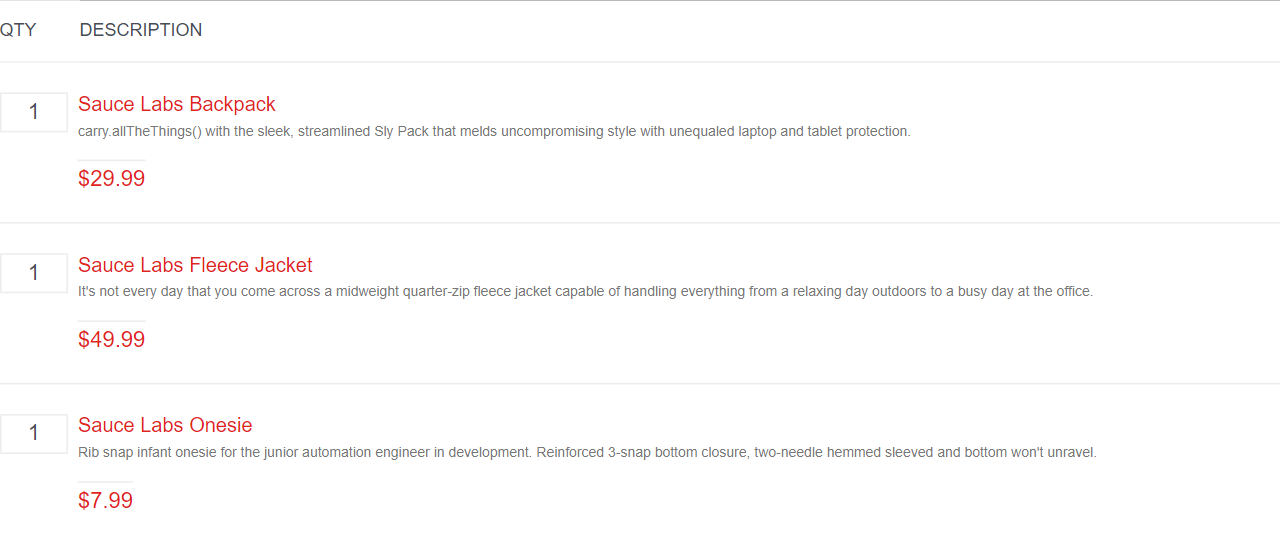 QTY DESCRIPTION
1 Sauce Labs Backpack
carry.allTheThings() with the sleek, streamlined Sly Pack that melds uncompromising style with unequaled laptop and tablet protection.
$29.99
1 Sauce Labs Fleece Jacket
It's not every day that you come across a midweight quarter-zip fleece jacket capable of handling everything from a relaxing day outdoors to a busy day at the office.
$49.99
1 Sauce Labs Onesie
Rib snap infant onesie for the junior automation engineer in development. Reinforced 3-snap bottom closure, two-needle hemmed sleeved and bottom won't unravel.
$7.99